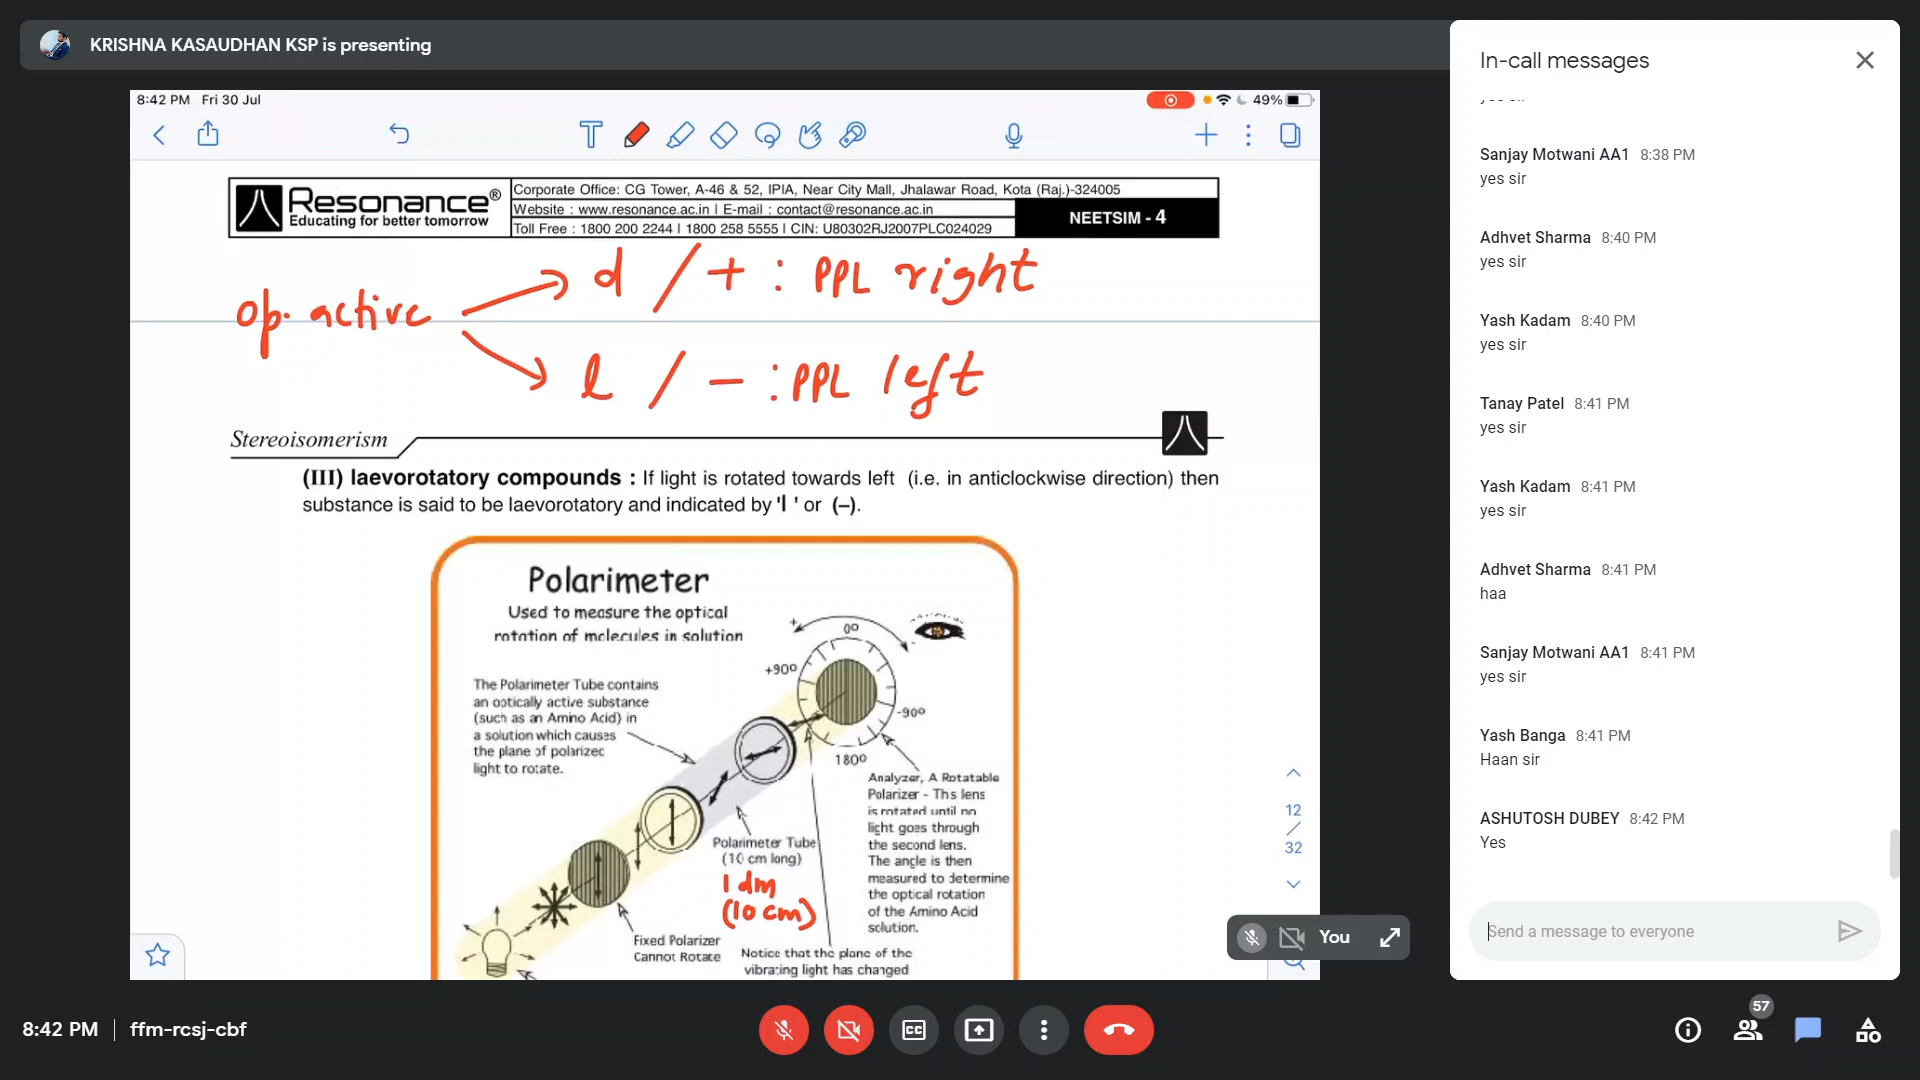 KRISHNA KASAUDHAN KSP is presenting
8:42 PM Fri 30 Jul
49%
Resonance®
Educating for better tomorrow
Corporate Office: CG Tower, A-46 & 52, IPIA, Near City Mall, Jhalawar Road, Kota (Raj.)-324005
Website : www.resonance.ac.in | E-mail : contact@resonance.ac.in
Toll Free : 1800 200 2244 | 1800 258 5555 | CIN: U80302RJ2007PLC024029
NEETSIM - 4
op. active
d / + : PPL right
l / – : PPL left
Stereoisomerism
(III) laevorotatory compounds : If light is rotated towards left (i.e. in anticlockwise direction) then
substance is said to be laevorotatory and indicated by 'l ' or (–).
Polarimeter
Used to measure the optical
rotation of molecules in solution
+
0º
+90º
-90º
180º
The Polarimeter Tube contains
an optically active substance
(such as an Amino Acid) in
a solution which causes
the plane of polarized
light to rotate.
Analyzer, A Rotatable
Polarizer - This lens
is rotated until no
light goes through
the second lens.
The angle is then
measured to determine
the optical rotation
of the Amino Acid
solution.
Polarimeter Tube
(10 cm long)
1 dm
(10 cm)
Fixed Polarizer
Cannot Rotate
Notice that the plane of the
vibrating light has changed
12
/
32
You
In-call messages
Sanjay Motwani AA1 8:38 PM
yes sir
Adhvet Sharma 8:40 PM
yes sir
Yash Kadam 8:40 PM
yes sir
Tanay Patel 8:41 PM
yes sir
Yash Kadam 8:41 PM
yes sir
Adhvet Sharma 8:41 PM
haa
Sanjay Motwani AA1 8:41 PM
yes sir
Yash Banga 8:41 PM
Haan sir
ASHUTOSH DUBEY 8:42 PM
Yes
Send a message to everyone
8:42 PM | ffm-rcsj-cbf
CC
57